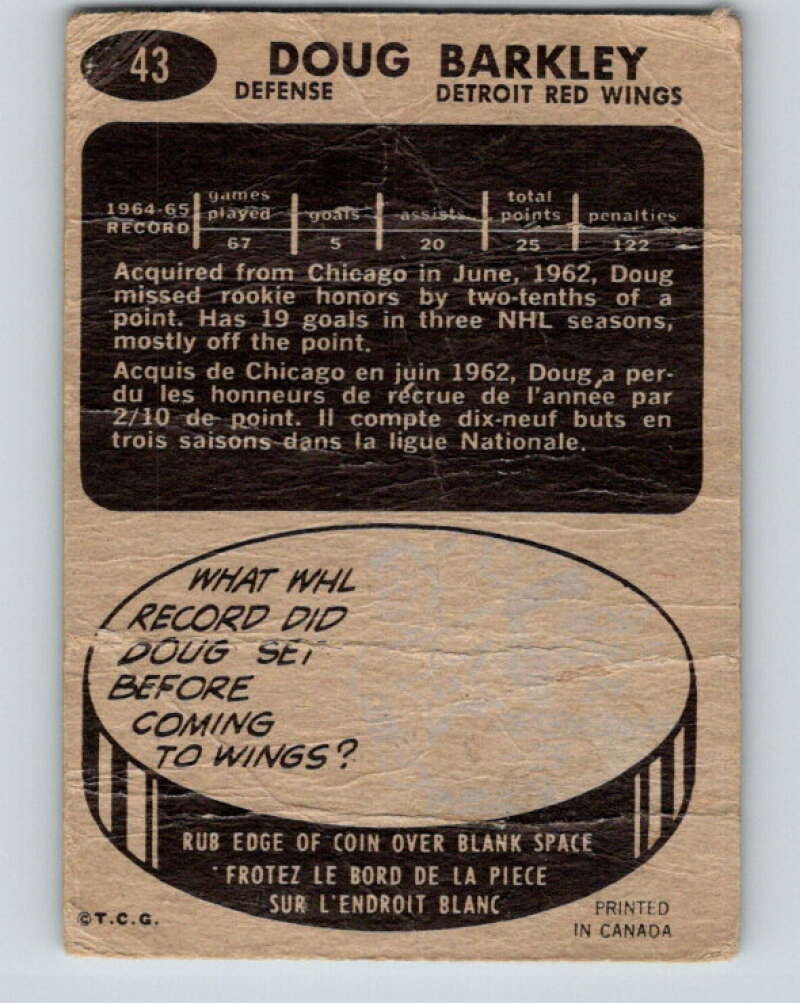 43 DOUG BARKLEY
DEFENSE DETROIT RED WINGS
1964-65 RECORD games played goals assists total points penalties
67 5 20 25 122
Acquired from Chicago in June, 1962, Doug
missed rookie honors by two-tenths of a
point. Has 19 goals in three NHL seasons,
mostly off the point.
Acquis de Chicago en juin 1962, Doug a per-
du les honneurs de récrue de l'année par
2/10 de point. Il compte dix-neuf buts en
trois saisons dans la ligue Nationale.
WHAT WHL
RECORD DID
DOUG SET
BEFORE
COMING
TO WINGS?
RUB EDGE OF COIN OVER BLANK SPACE
FROTEZ LE BORD DE LA PIECE
SUR L'ENDROIT BLANC
©T.C.G.
PRINTED
IN CANADA